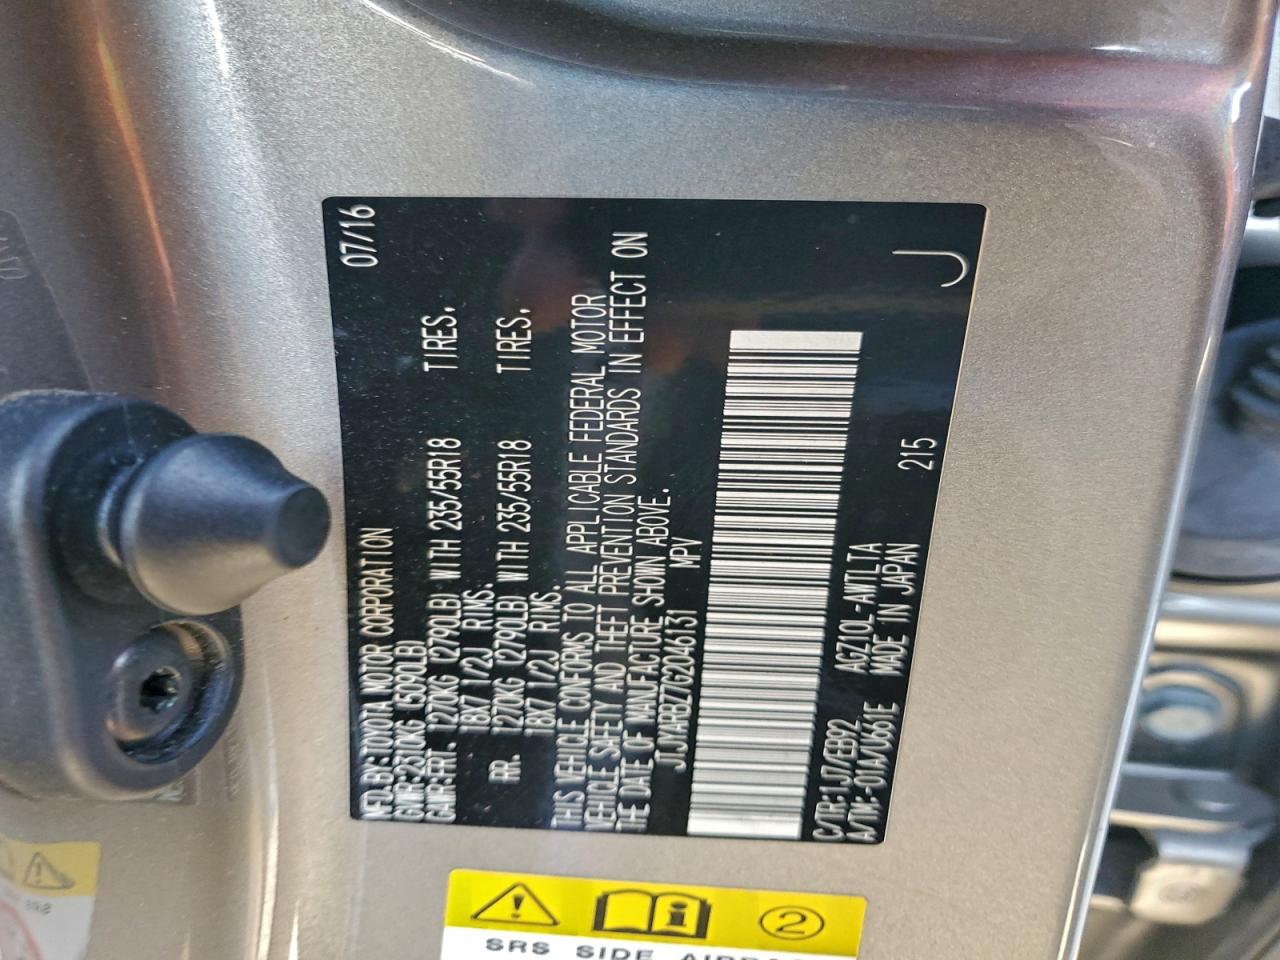 MFD.BY:TOYOTA MOTOR CORPORATION 07/16
GVWR:2310KG (5090LB)
GAWR:FRT. 1270KG (2790LB) WITH 235/55R18 TIRES,
18X7 1/2J RIMS.
RR. 1270KG (2790LB) WITH 235/55R18 TIRES,
18X7 1/2J RIMS.
THIS VEHICLE CONFORMS TO ALL APPLICABLE FEDERAL MOTOR
VEHICLE SAFETY AND THEFT PREVENTION STANDARDS IN EFFECT ON
THE DATE OF MANUFACTURE SHOWN ABOVE.
JTJYARBZ7G2046131 MPV
C/TR:1J7/EB92 AGZ10L-AWTLTA 215
A/TM:-01A/U661E MADE IN JAPAN
J
2
SRS SIDE